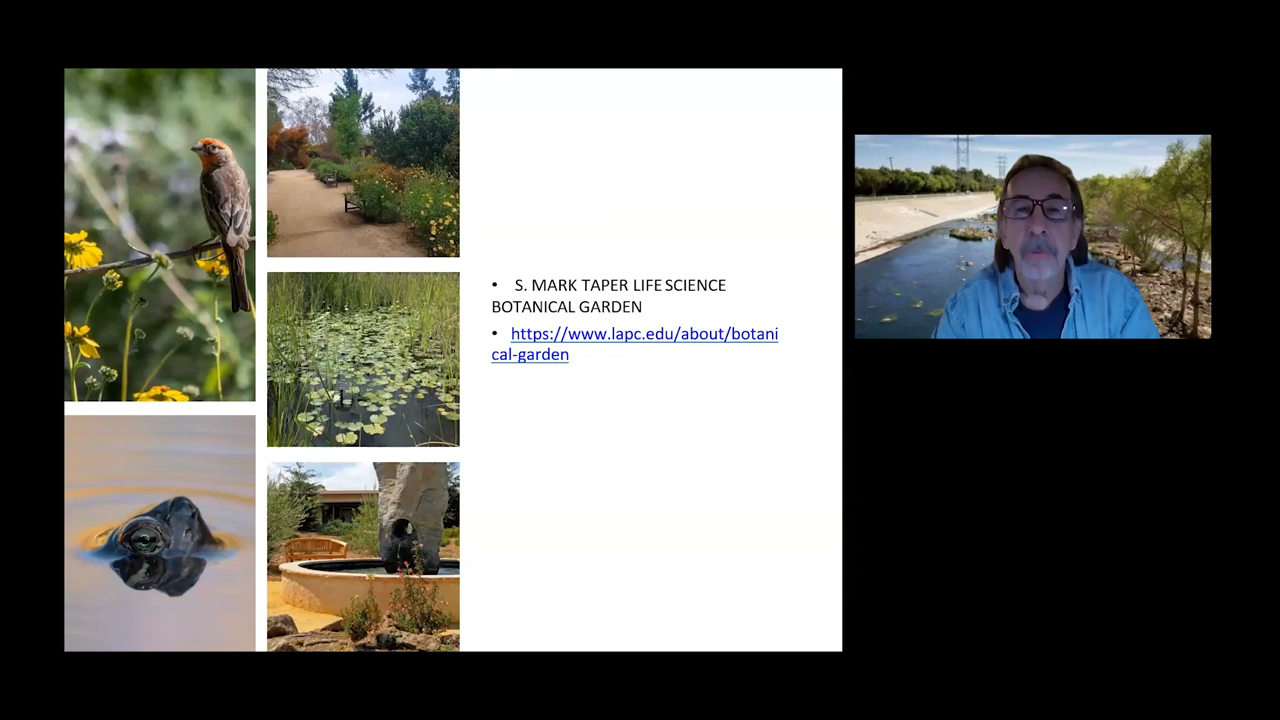 • S. MARK TAPER LIFE SCIENCE
BOTANICAL GARDEN
• https://www.lapc.edu/about/botani
cal-garden